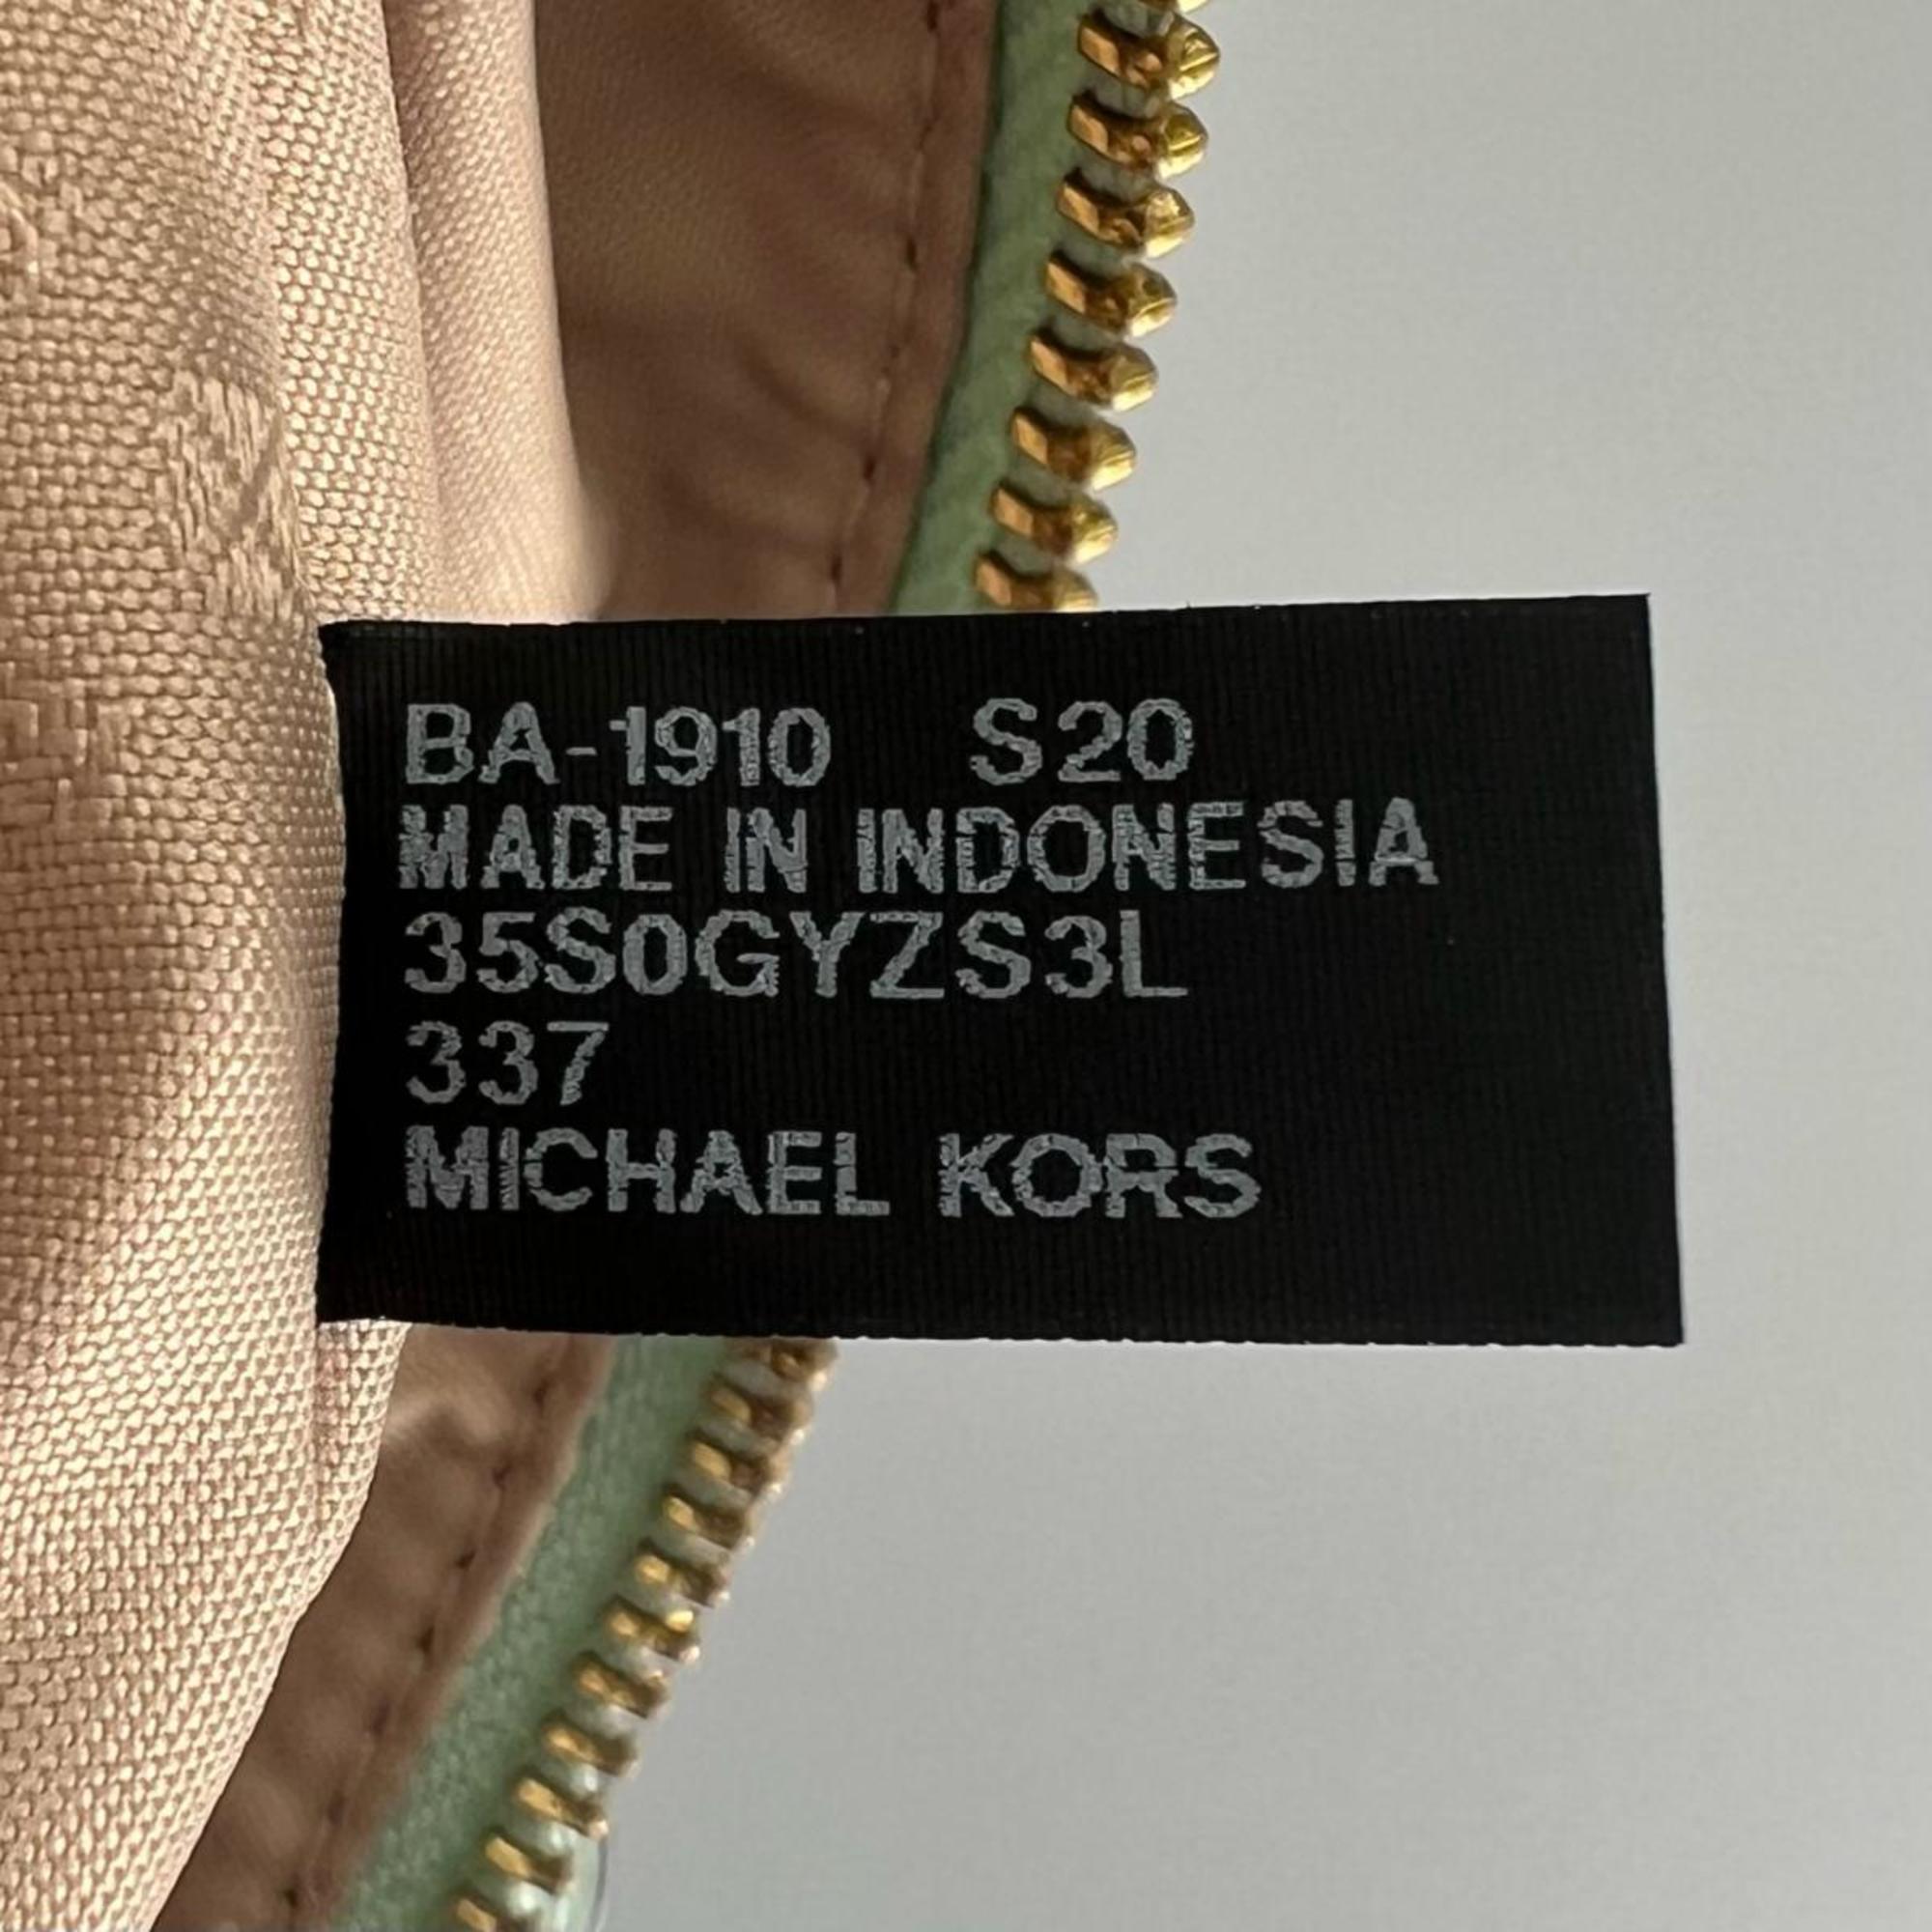 BA-1910 S20
MADE IN INDONESIA
35S0GYZS3L
337
MICHAEL KORS